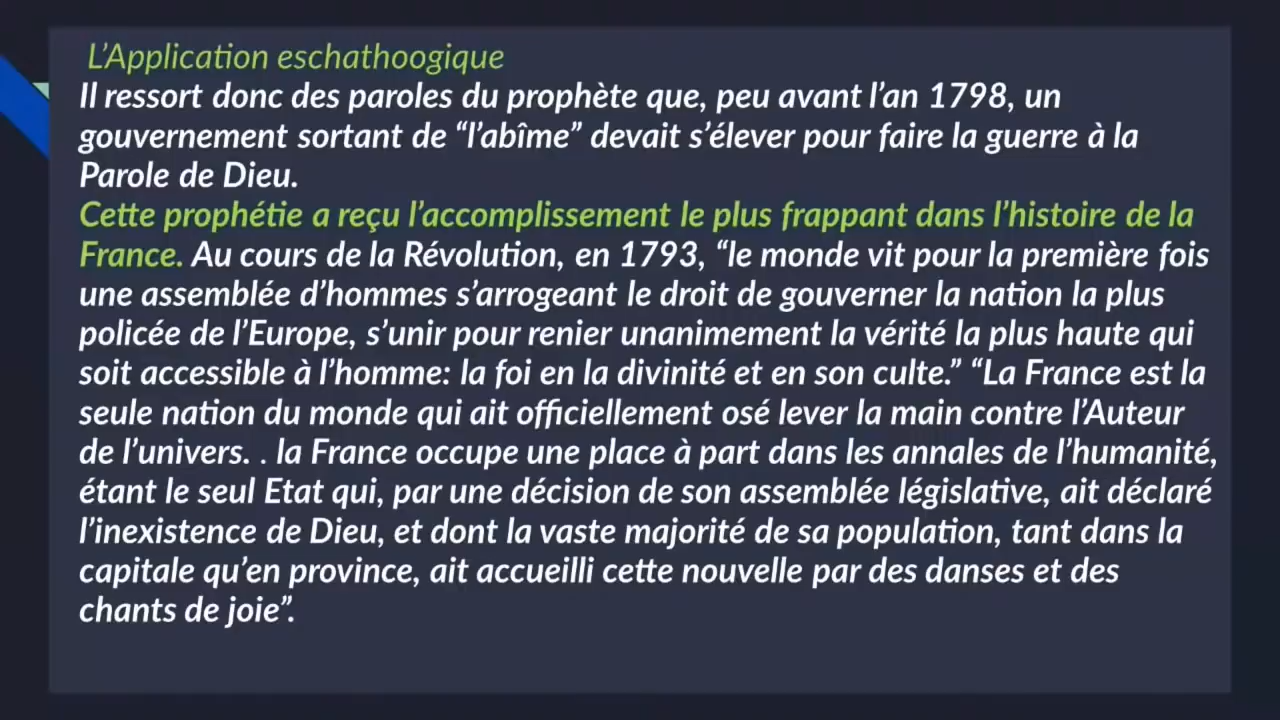 L’Application eschathoogique
Il ressort donc des paroles du prophète que, peu avant l’an 1798, un
gouvernement sortant de “l’abîme” devait s’élever pour faire la guerre à la
Parole de Dieu.
Cette prophétie a reçu l’accomplissement le plus frappant dans l’histoire de la
France. Au cours de la Révolution, en 1793, “le monde vit pour la première fois
une assemblée d’hommes s’arrogeant le droit de gouverner la nation la plus
policée de l’Europe, s’unir pour renier unanimement la vérité la plus haute qui
soit accessible à l’homme: la foi en la divinité et en son culte.” “La France est la
seule nation du monde qui ait officiellement osé lever la main contre l’Auteur
de l’univers. . la France occupe une place à part dans les annales de l’humanité,
étant le seul Etat qui, par une décision de son assemblée législative, ait déclaré
l’inexistence de Dieu, et dont la vaste majorité de sa population, tant dans la
capitale qu’en province, ait accueilli cette nouvelle par des danses et des
chants de joie”.